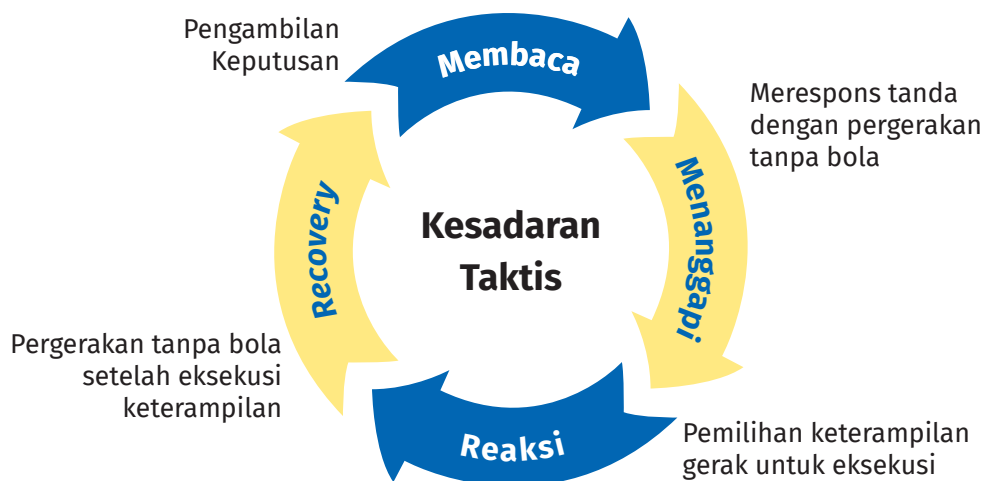 Pengambilan
Keputusan
Membaca
Merespons tanda
dengan pergerakan
tanpa bola
Menanggapi
Kesadaran
Taktis
Recovery
Pergerakan tanpa bola
setelah eksekusi
keterampilan
Reaksi
Pemilihan keterampilan
gerak untuk eksekusi